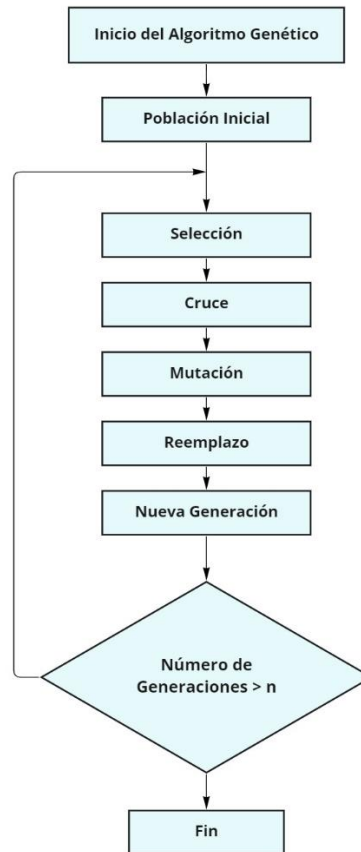 Inicio del Algoritmo Genético
Población Inicial
Selección
Cruce
Mutación
Reemplazo
Nueva Generación
Número de
Generaciones > n
Fin